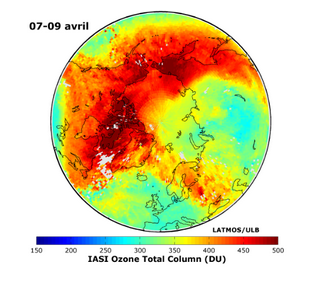 07-09 avril
LATMOS/ULB
150 200 250 300 350 400 450 500
IASI Ozone Total Column (DU)